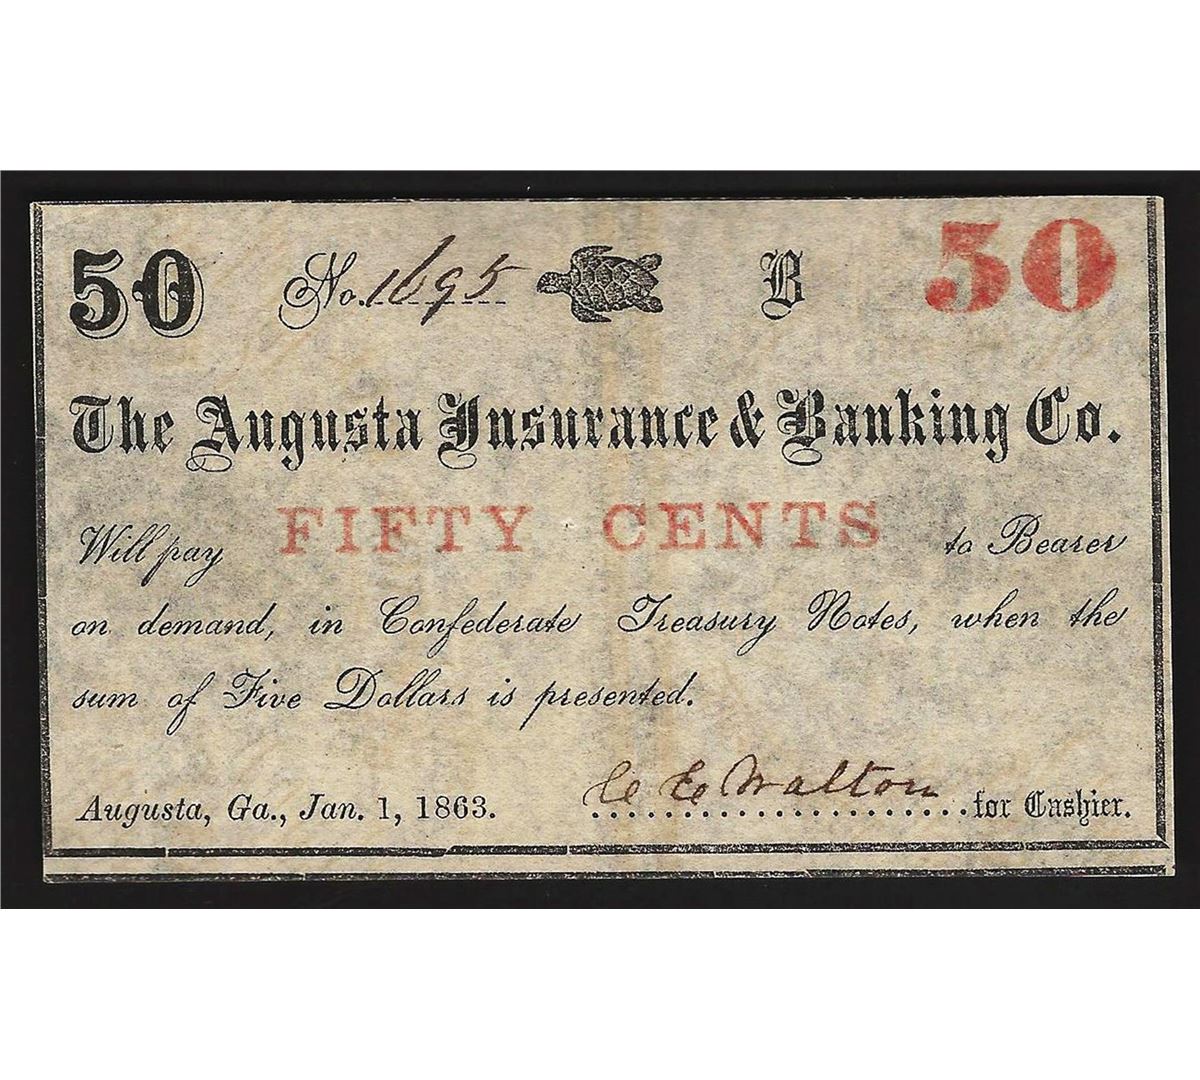 50 No. 1695 B 50
The Augusta Insurance & Banking Co.
Will pay FIFTY CENTS to Bearer
on demand, in Confederate Treasury Notes, when the
sum of Five Dollars is presented.
Augusta, Ga., Jan. 1, 1863. C E Walton for Cashier.